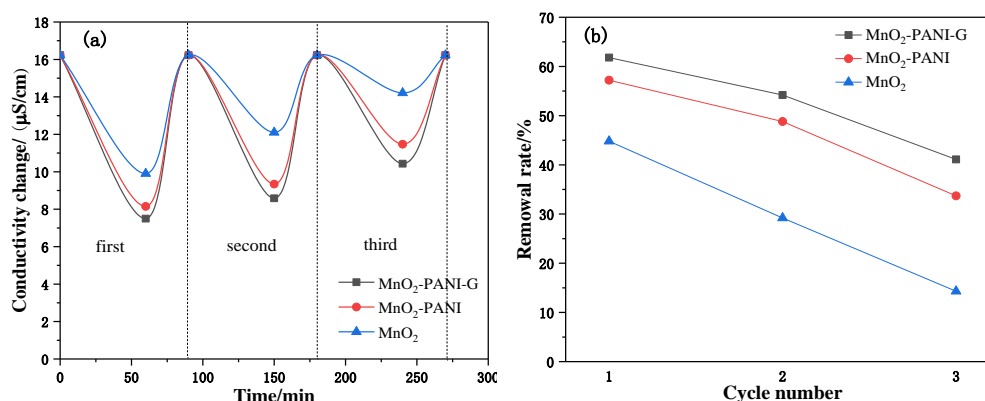 (a)
18
16
14
12
10
8
6
4
2
0
Conductivity change/ (μS/cm)
first
second
third
MnO₂-PANI-G
MnO₂-PANI
MnO₂
0
50
100
150
200
250
300
Time/min
(b)
70
60
50
40
30
20
10
0
Remowal rate/%
MnO₂-PANI-G
MnO₂-PANI
MnO₂
1
2
3
Cycle number